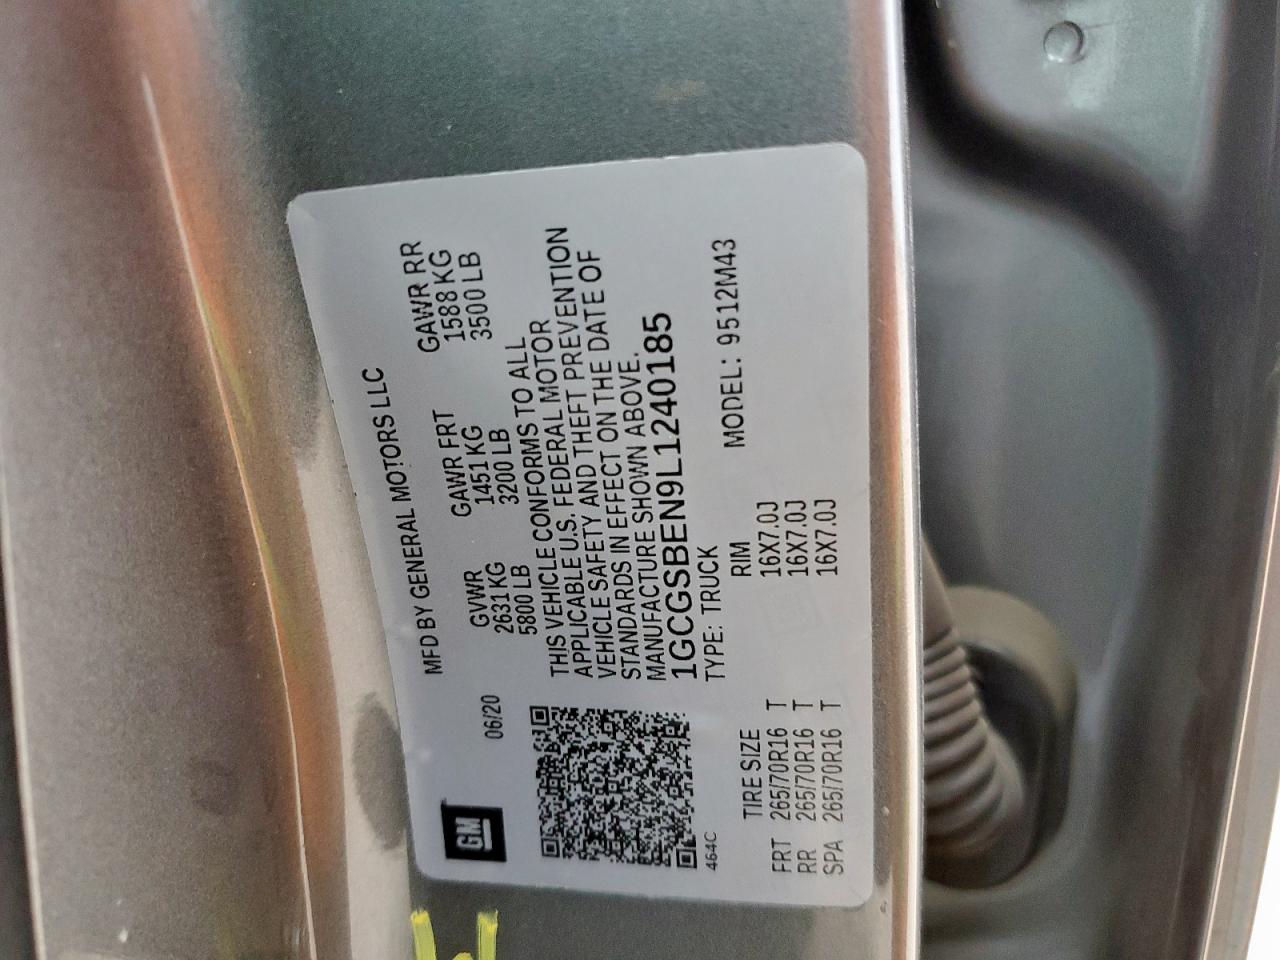 GM
MFD BY GENERAL MOTORS LLC
06/20
GVWR GAWR FRT GAWR RR
2631 KG 1451 KG 1588 KG
5800 LB 3200 LB 3500 LB
THIS VEHICLE CONFORMS TO ALL
APPLICABLE U.S. FEDERAL MOTOR
VEHICLE SAFETY AND THEFT PREVENTION
STANDARDS IN EFFECT ON THE DATE OF
MANUFACTURE SHOWN ABOVE.
1GCGSBEN9L1240185
464C
TYPE: TRUCK MODEL: 9512M43
TIRE SIZE RIM
FRT 265/70R16 T 16X7.0J
RR 265/70R16 T 16X7.0J
SPA 265/70R16 T 16X7.0J